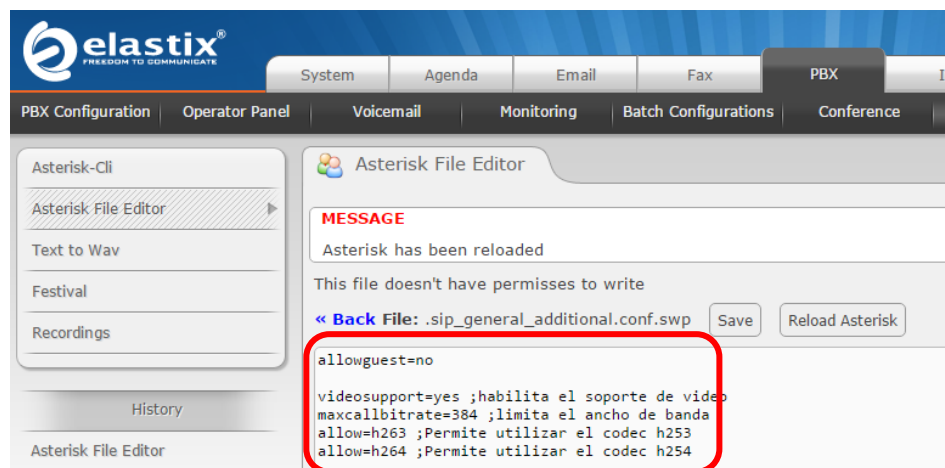 elastix®
FREEDOM TO COMMUNICATE
System Agenda Email Fax PBX
PBX Configuration Operator Panel Voicemail Monitoring Batch Configurations Conference
Asterisk-Cli
Asterisk File Editor
Text to Wav
Festival
Recordings
History
Asterisk File Editor
Asterisk File Editor
MESSAGE
Asterisk has been reloaded
This file doesn't have permisses to write
« Back File: .sip_general_additional.conf.swp Save Reload Asterisk
allowguest=no
videosupport=yes ;habilita el soporte de video
maxcallbitrate=384 ;limita el ancho de banda
allow=h263 ;Permite utilizar el codec h253
allow=h264 ;Permite utilizar el codec h254